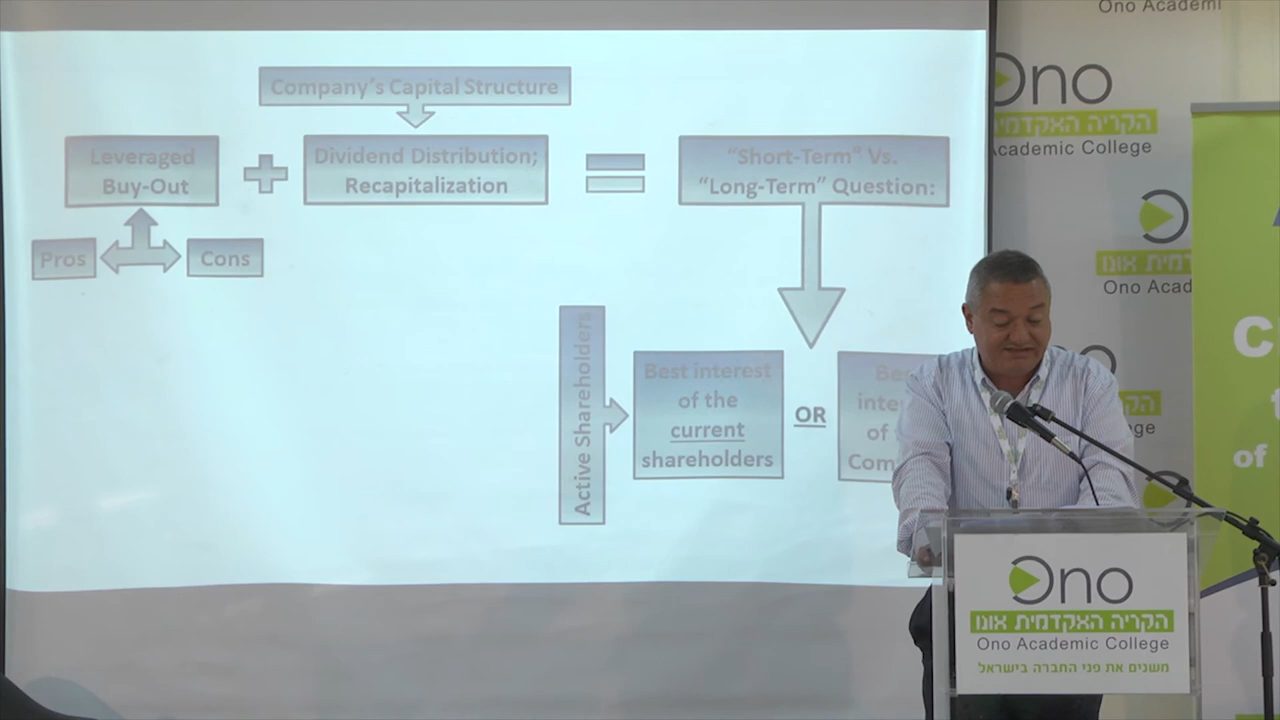 Company's Capital Structure
Leveraged
Buy-Out
Dividend Distribution;
Recapitalization
"Short-Term" Vs.
"Long-Term" Question:
Pros
Cons
Active Shareholders
Best interest
of the
current
shareholders
OR
of
Ono Academi
Ono
הקריה האקדמית
Academic College
Ono
הקריה האקדמית אונו
Ono Academic College
משנים את פני החברה בישראל
of